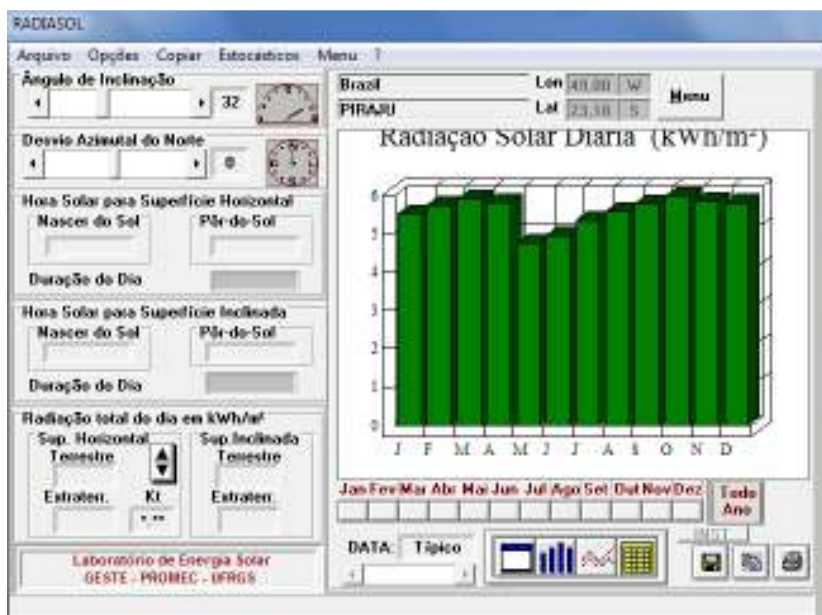 RADIASOL
Arquivo Opções Copiar Estocásticos Menu ?
Ângulo de Inclinação
32
Desvio Azimutal do Norte
0
Hora Solar para Superfície Horizontal
Nascer do Sol Pôr-do-Sol
Duração do Dia
Hora Solar para Superfície Inclinada
Nascer do Sol Pôr-do-Sol
Duração do Dia
Radiação total do dia em kWh/m²
Sup. Horizontal Sup.Inclinada
Terrestre Terrestre
Extraterr. Kt Extraterr.
Laboratório de Energia Solar
GESTE - PROMEC - UFRGS
Brazil Lon W
PIRAJU Lat S
Menu
Radiação Solar Diária (kWh/m²)
6
5
4
3
2
1
0
J F M A M J J A S O N D
Jan Fev Mar Abr Mai Jun Jul Ago Set Out Nov Dez
Todo
Ano
DATA: Típico